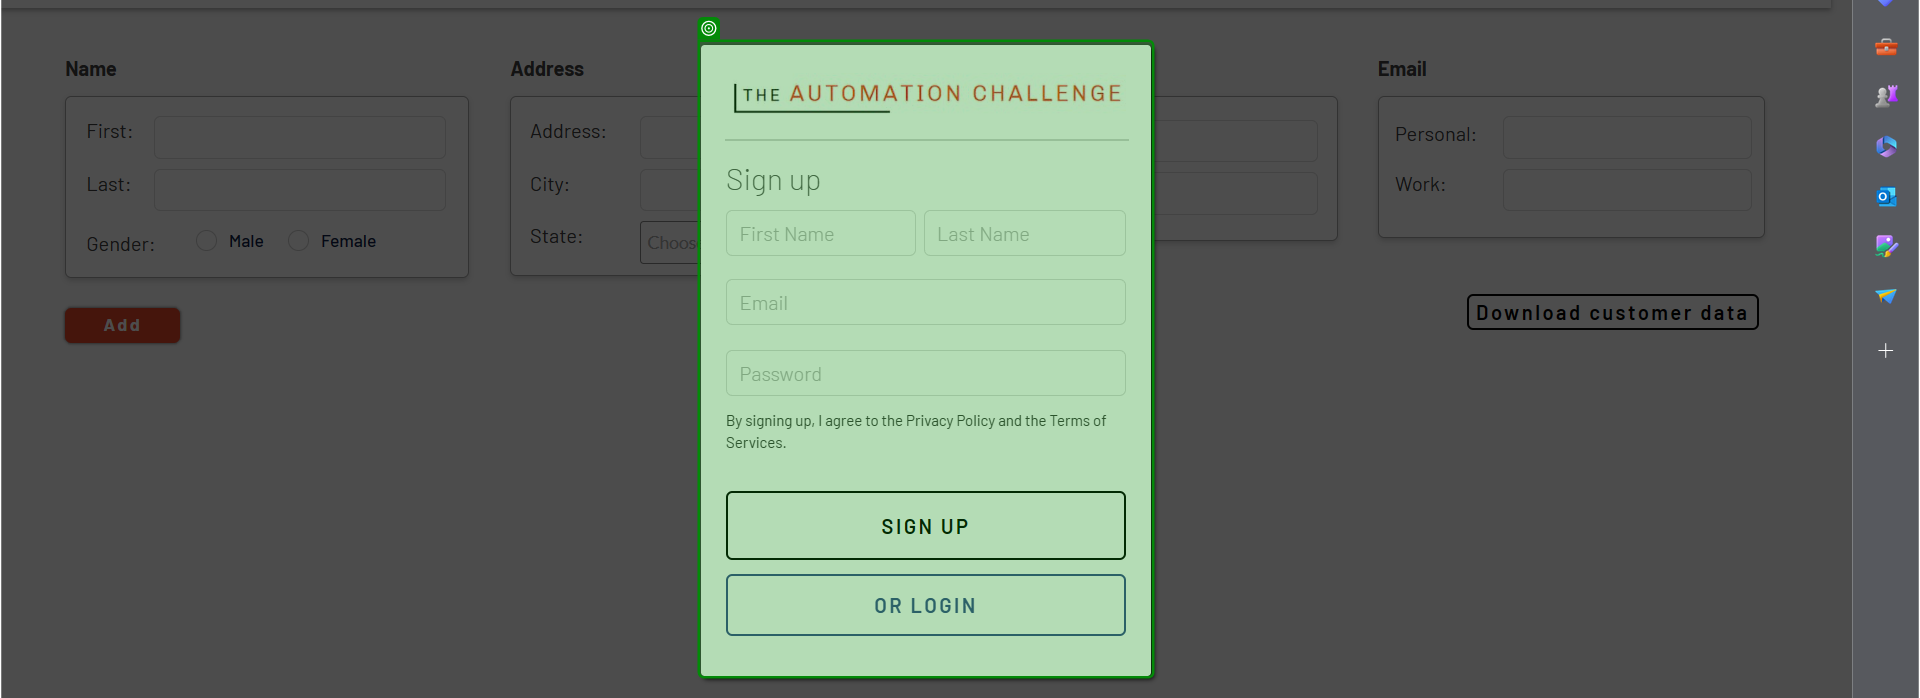 Name
First:
Last:
Gender: Male Female
Add
Address
Address:
City:
State:
THE AUTOMATION CHALLENGE
Sign up
First Name Last Name
Email
Password
By signing up, I agree to the Privacy Policy and the Terms of
Services.
SIGN UP
OR LOGIN
Email
Personal:
Work:
Download customer data